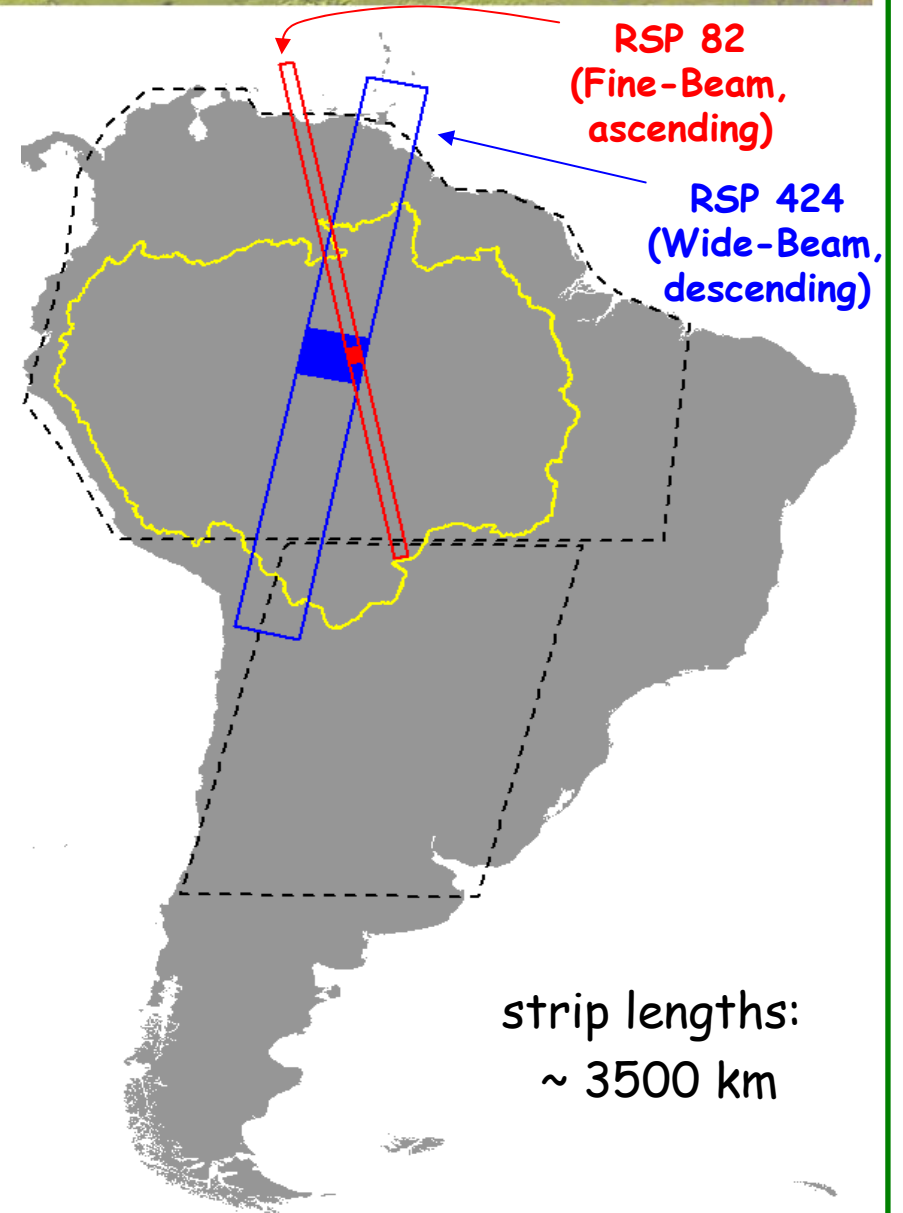 RSP 82
(Fine-Beam,
ascending)
RSP 424
(Wide-Beam,
descending)
strip lengths:
~ 3500 km